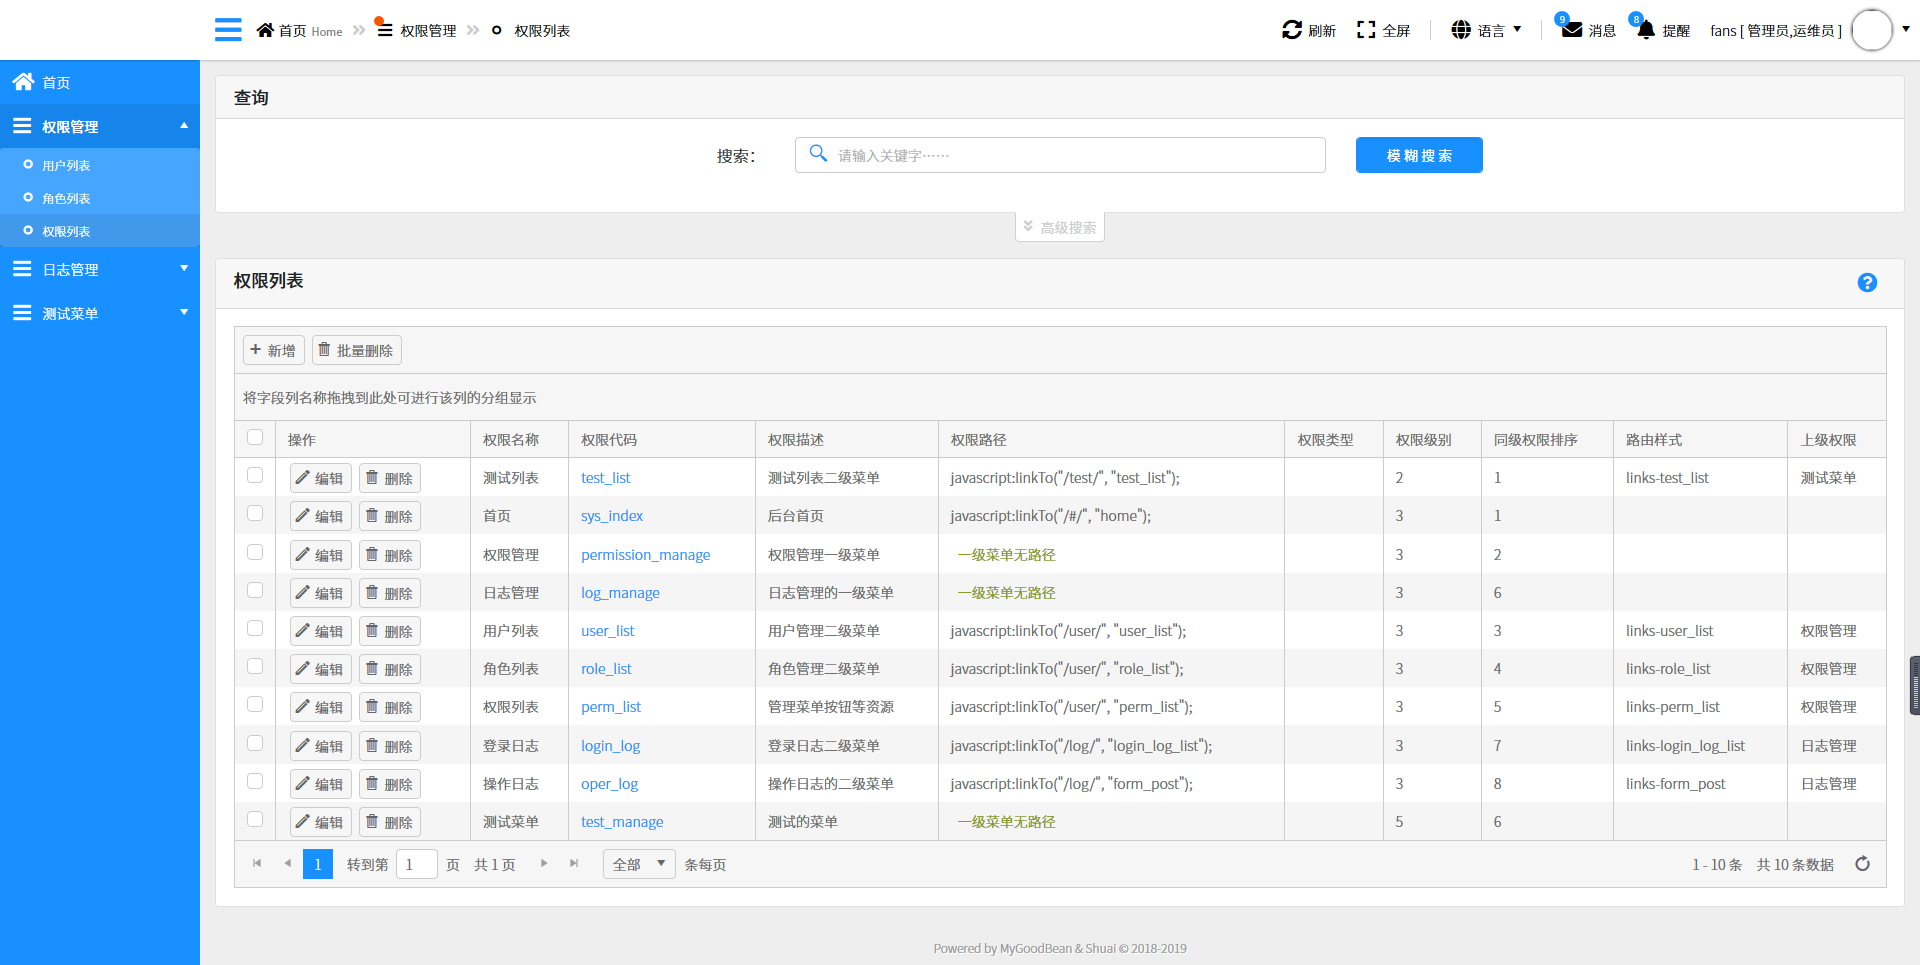 首页 Home 权限管理 权限列表 刷新 全屏 语言 9 消息 8 提醒 fans [ 管理员,运维员 ]
首页
权限管理
用户列表
角色列表
权限列表
日志管理
测试菜单
查询
搜索： 请输入关键字…… 模糊搜索
高级搜索
权限列表
新增 批量删除
将字段列名称拖拽到此处可进行该列的分组显示
操作 权限名称 权限代码 权限描述 权限路径 权限类型 权限级别 同级权限排序 路由样式 上级权限
编辑 删除 测试列表 test_list 测试列表二级菜单 javascript:linkTo("/test/", "test_list"); 2 1 links-test_list 测试菜单
编辑 删除 首页 sys_index 后台首页 javascript:linkTo("/#/", "home"); 3 1
编辑 删除 权限管理 permission_manage 权限管理一级菜单 一级菜单无路径 3 2
编辑 删除 日志管理 log_manage 日志管理的一级菜单 一级菜单无路径 3 6
编辑 删除 用户列表 user_list 用户管理二级菜单 javascript:linkTo("/user/", "user_list"); 3 3 links-user_list 权限管理
编辑 删除 角色列表 role_list 角色管理二级菜单 javascript:linkTo("/user/", "role_list"); 3 4 links-role_list 权限管理
编辑 删除 权限列表 perm_list 管理菜单按钮等资源 javascript:linkTo("/user/", "perm_list"); 3 5 links-perm_list 权限管理
编辑 删除 登录日志 login_log 登录日志二级菜单 javascript:linkTo("/log/", "login_log_list"); 3 7 links-login_log_list 日志管理
编辑 删除 操作日志 oper_log 操作日志的二级菜单 javascript:linkTo("/log/", "form_post"); 3 8 links-form_post 日志管理
编辑 删除 测试菜单 test_manage 测试的菜单 一级菜单无路径 5 6
1 转到第 1 页 共 1 页 全部 条每页 1 - 10 条 共 10 条数据
Powered by MyGoodBean & Shuai © 2018-2019